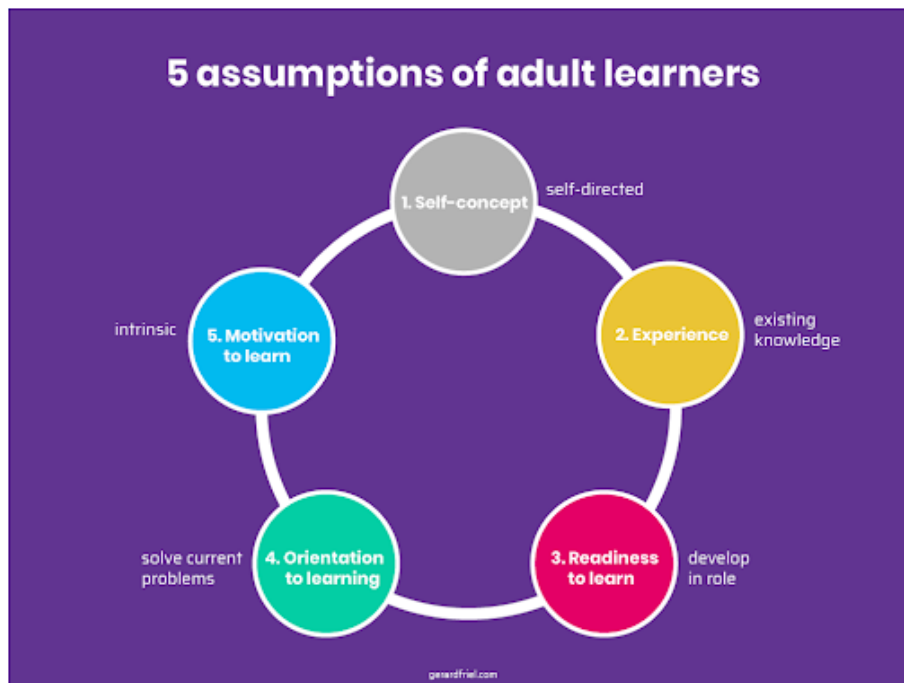 5 assumptions of adult learners
1. Self-concept
self-directed
2. Experience
existing
knowledge
3. Readiness
to learn
develop
in role
4. Orientation
to learning
solve current
problems
5. Motivation
to learn
intrinsic
gerardfriel.com